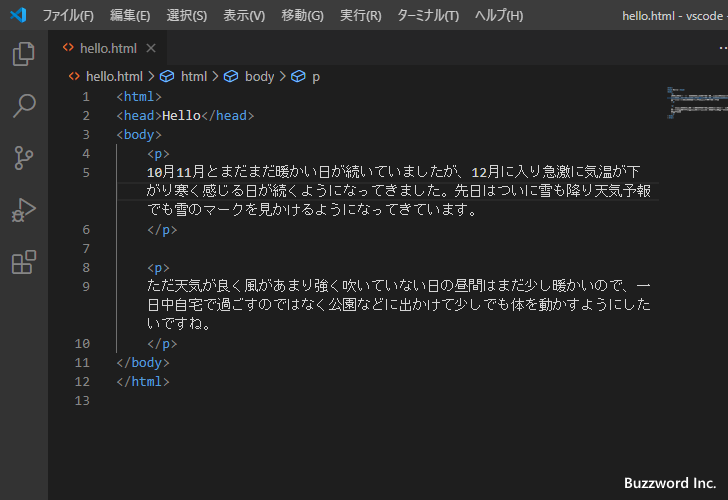 ファイル(F) 編集(E) 選択(S) 表示(V) 移動(G) 実行(R) ターミナル(T) ヘルプ(H) hello.html - vscode -
<> hello.html ×
<> hello.html > html > body > p
1 <html>
2 <head>Hello</head>
3 <body>
4 <p>
5 10月11月とまだまだ暖かい日が続いていましたが、12月に入り急激に気温が下
がり寒く感じる日が続くようになってきました。先日はついに雪も降り天気予報
でも雪のマークを見かけるようになってきています。
6 </p>
7
8 <p>
9 ただ天気が良く風があまり強く吹いていない日の昼間はまだ少し暖かいので、一
日中自宅で過ごすのではなく公園などに出かけて少しでも体を動かすようにした
いですね。
10 </p>
11 </body>
12 </html>
13
Buzzword Inc.